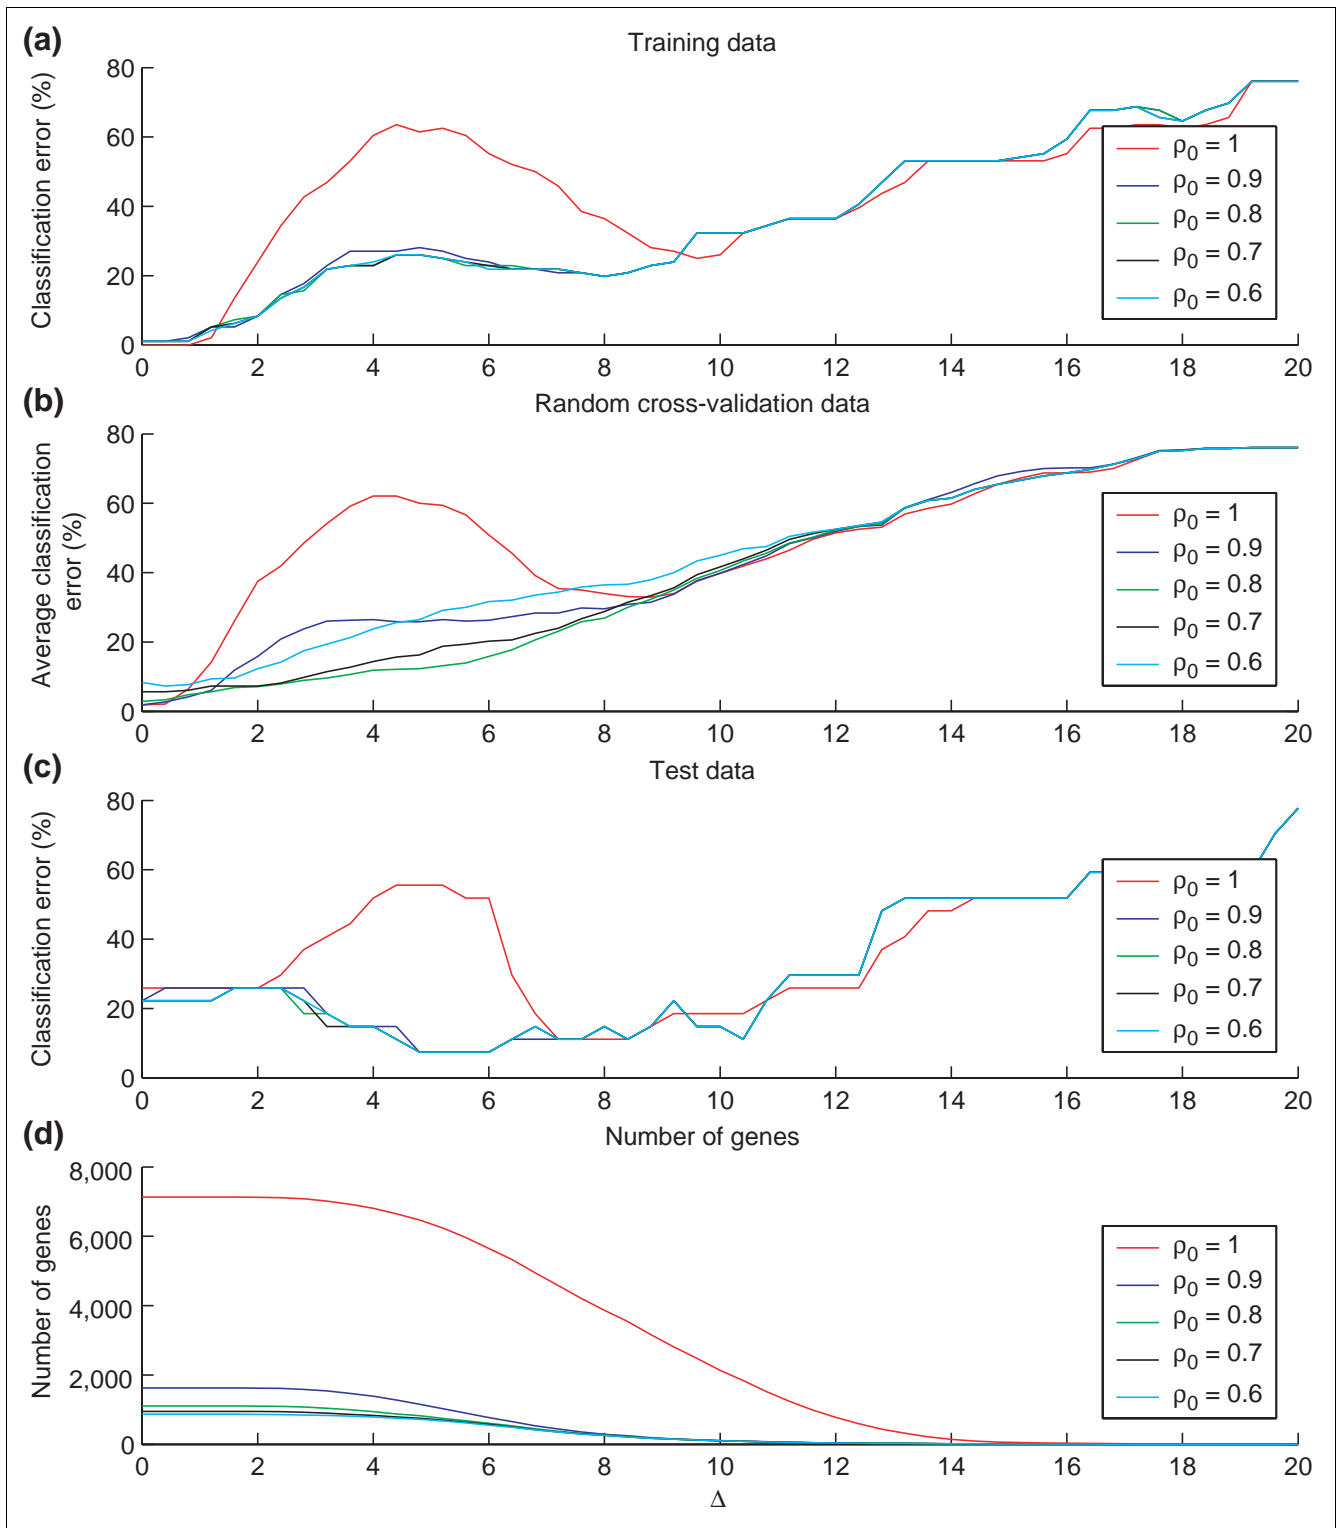 (a)
Training data
Classification error (%)
80
60
40
20
0
0 2 4 6 8 10 12 14 16 18 20
ρ0 = 1
ρ0 = 0.9
ρ0 = 0.8
ρ0 = 0.7
ρ0 = 0.6
(b)
Random cross-validation data
Average classification
error (%)
80
60
40
20
0
0 2 4 6 8 10 12 14 16 18 20
ρ0 = 1
ρ0 = 0.9
ρ0 = 0.8
ρ0 = 0.7
ρ0 = 0.6
(c)
Test data
Classification error (%)
80
60
40
20
0
0 2 4 6 8 10 12 14 16 18 20
ρ0 = 1
ρ0 = 0.9
ρ0 = 0.8
ρ0 = 0.7
ρ0 = 0.6
(d)
Number of genes
Number of genes
8,000
6,000
4,000
2,000
0
0 2 4 6 8 10 12 14 16 18 20
ρ0 = 1
ρ0 = 0.9
ρ0 = 0.8
ρ0 = 0.7
ρ0 = 0.6
Δ